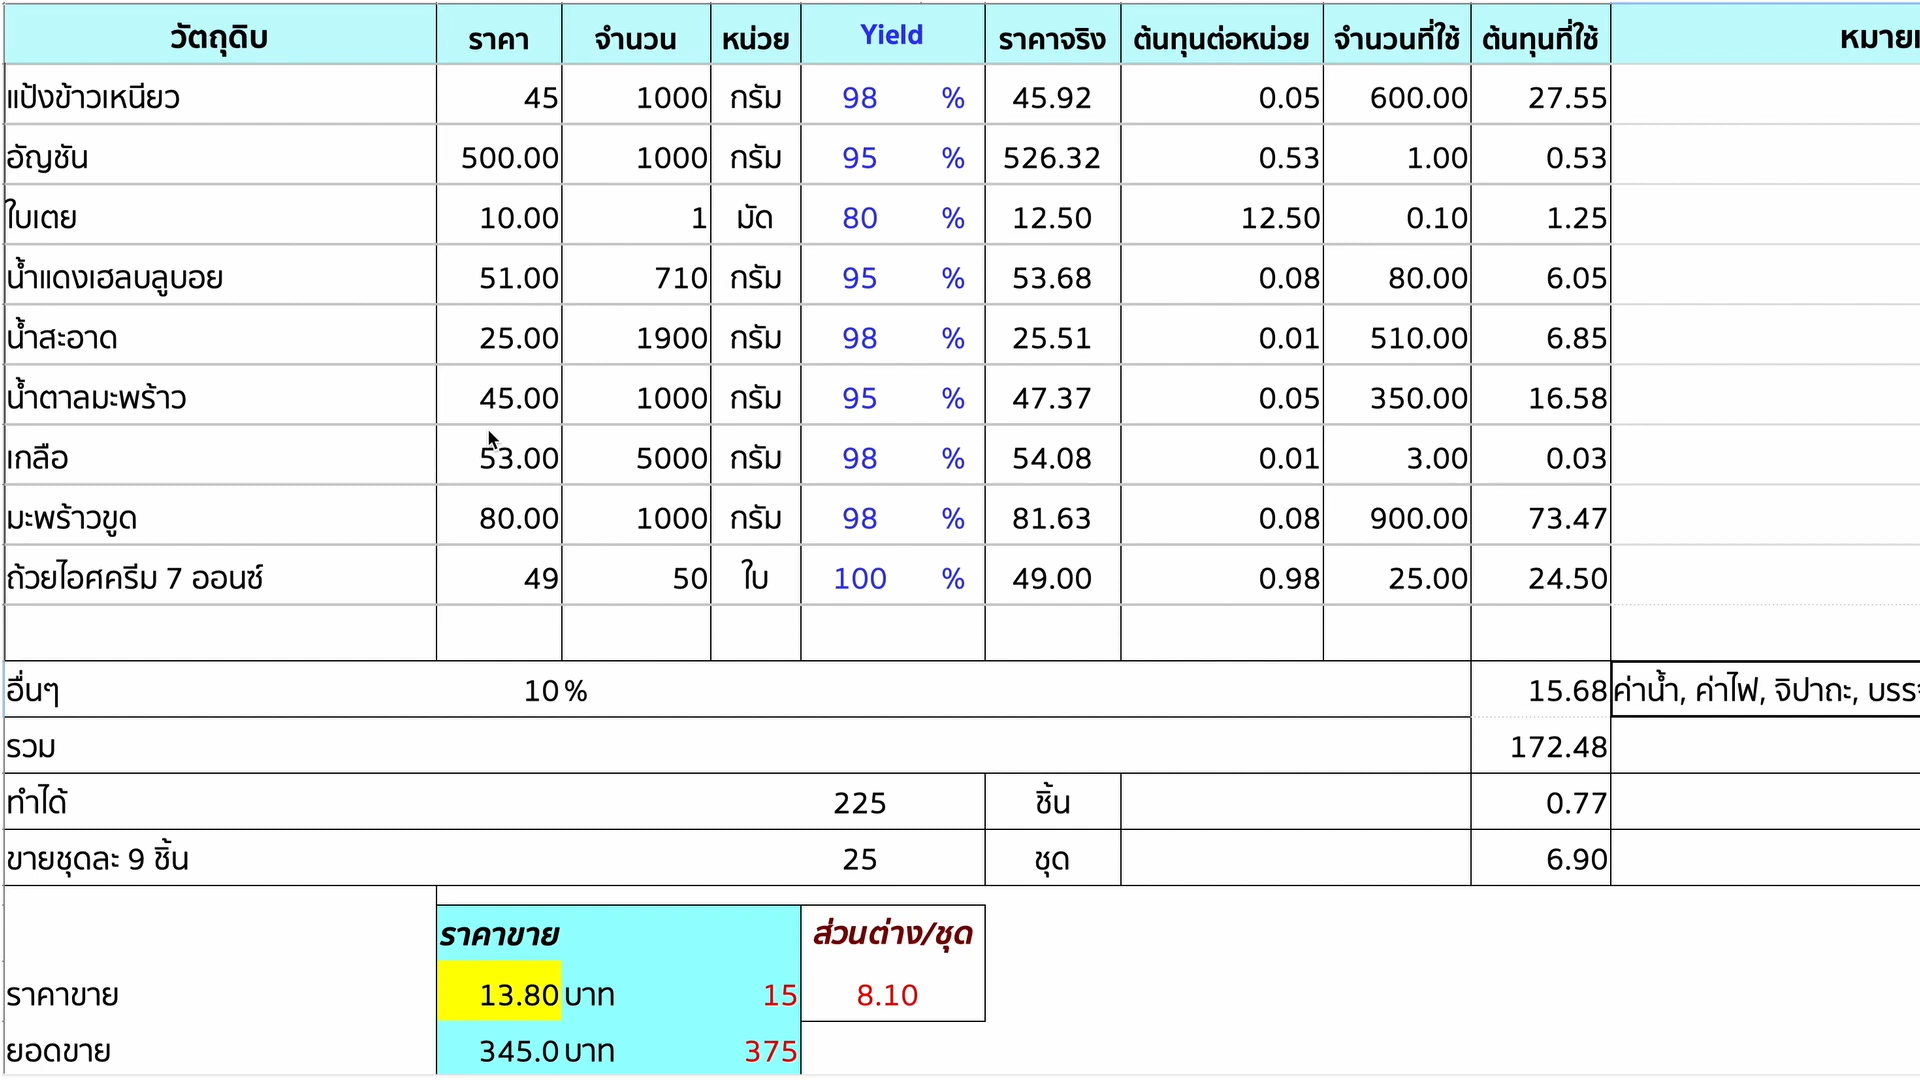 วัตถุดิบ ราคา จำนวน หน่วย Yield ราคาจริง ต้นทุนต่อหน่วย จำนวนที่ใช้ ต้นทุนที่ใช้
แป้งข้าวเหนียว 45 1000 กรัม 98 % 45.92 0.05 600.00 27.55
อัญชัน 500.00 1000 กรัม 95 % 526.32 0.53 1.00 0.53
ใบเตย 10.00 1 มัด 80 % 12.50 12.50 0.10 1.25
น้ำแดงเฮลบลูบอย 51.00 710 กรัม 95 % 53.68 0.08 80.00 6.05
น้ำสะอาด 25.00 1900 กรัม 98 % 25.51 0.01 510.00 6.85
น้ำตาลมะพร้าว 45.00 1000 กรัม 95 % 47.37 0.05 350.00 16.58
เกลือ 53.00 5000 กรัม 98 % 54.08 0.01 3.00 0.03
มะพร้าวขูด 80.00 1000 กรัม 98 % 81.63 0.08 900.00 73.47
ถ้วยไอศครีม 7 ออนซ์ 49 50 ใบ 100 % 49.00 0.98 25.00 24.50
อื่นๆ 10% 15.68 ค่าน้ำ, ค่าไฟ, จิปาถะ,
รวม 172.48
ทำได้ 225 ชิ้น 0.77
ขายชุดละ 9 ชิ้น 25 ชุด 6.90
ราคาขาย ส่วนต่าง/ชุด
ราคาขาย 13.80 บาท 15 8.10
ยอดขาย 345.0 บาท 375